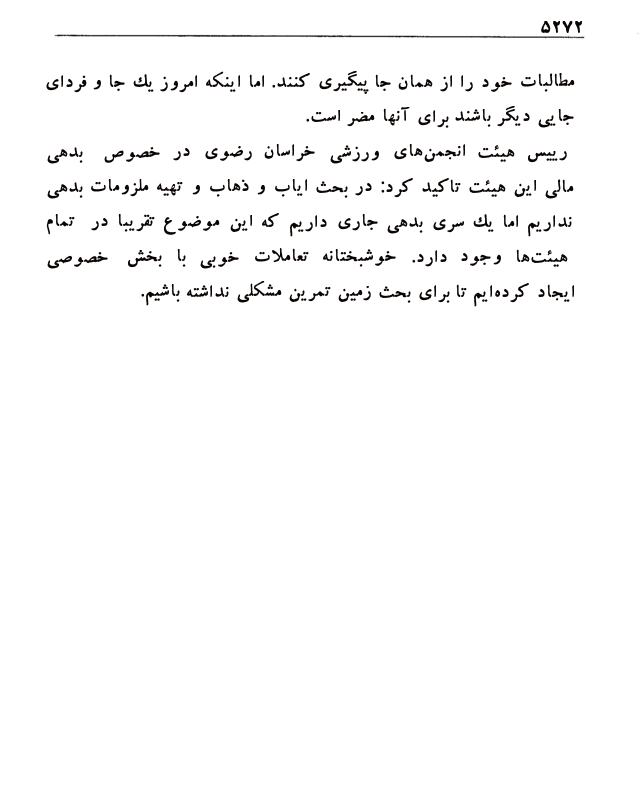 ۵۲۷۲
مطالبات خود را از همان جا پیگیری کنند. اما اینکه امروز یك جا و فردای
جایی دیگر باشند برای آنها مضر است.
رییس هیئت انجمن‌های ورزشی خراسان رضوی در خصوص بدهی
مالی این هیئت تاکید کرد: در بحث ایاب و ذهاب و تهیه ملزومات بدهی
نداریم اما یك سری بدهی جاری داریم که این موضوع تقریبا در تمام
هیئت‌ها وجود دارد. خوشبختانه تعاملات خوبی با بخش خصوصی
ایجاد کرده‌ایم تا برای بحث زمین تمرین مشکلی نداشته باشیم.